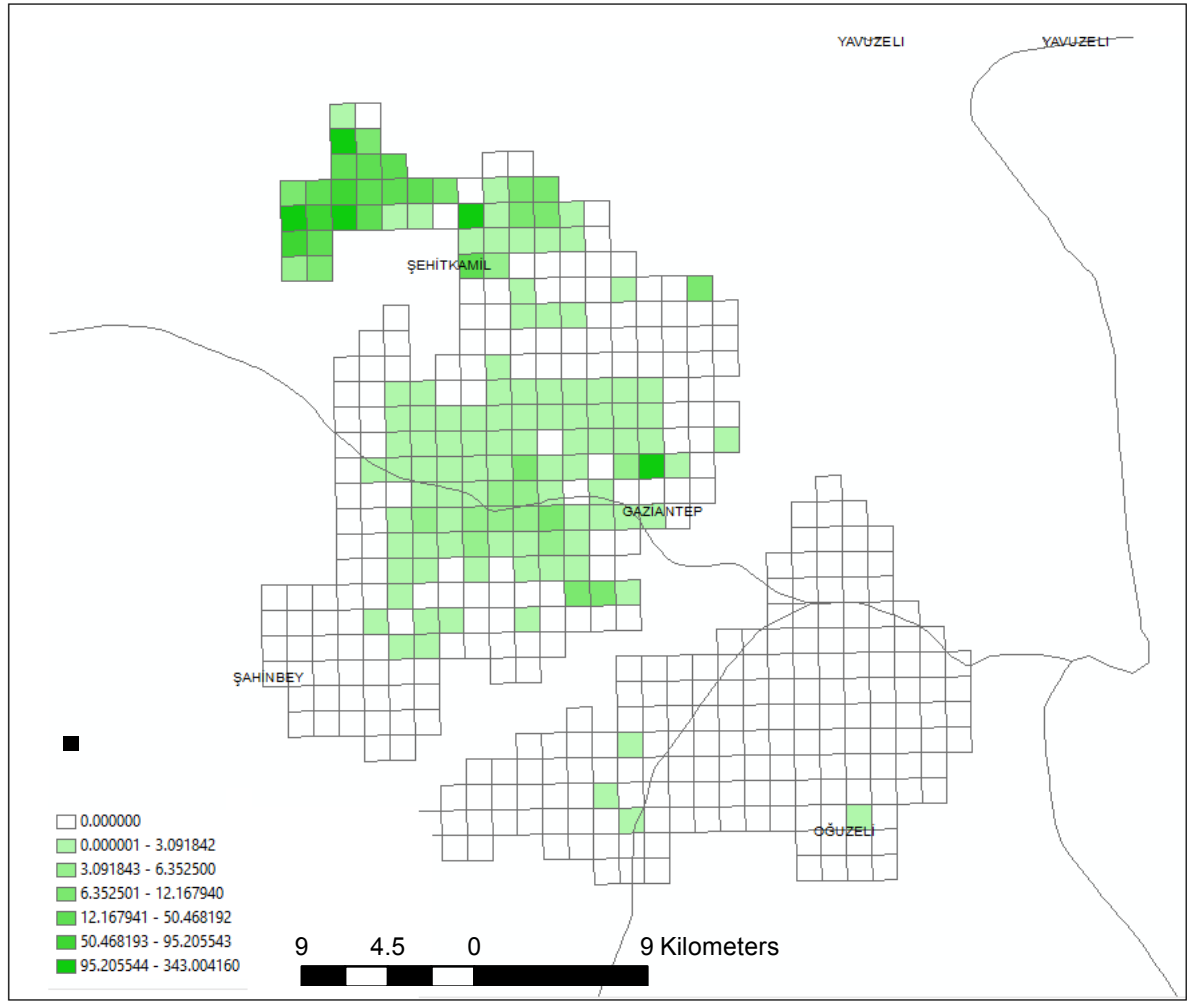 YAVUZELI YAVUZELI
ŞEHİTKAMİL
GAZIANTEP
ŞAHİNBEY
OĞUZELİ
0.000000
0.000001 - 3.091842
3.091843 - 6.352500
6.352501 - 12.167940
12.167941 - 50.468192
50.468193 - 95.205543
95.205544 - 343.004160
9 4.5 0 9 Kilometers